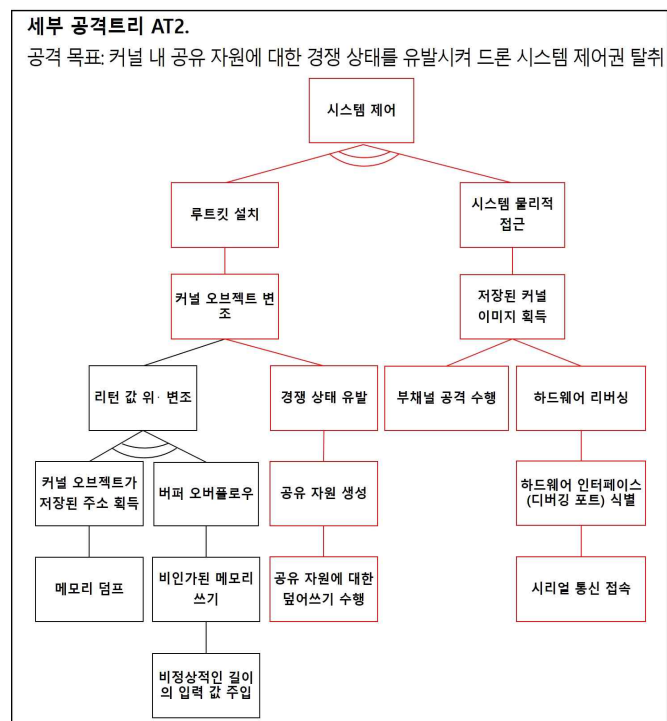 세부 공격트리 AT2.
공격 목표: 커널 내 공유 자원에 대한 경쟁 상태를 유발시켜 드론 시스템 제어권 탈취
시스템 제어
루트킷 설치
시스템 물리적
접근
커널 오브젝트 변
조
저장된 커널
이미지 획득
리턴 값 위·변조
경쟁 상태 유발
부채널 공격 수행
하드웨어 리버싱
커널 오브젝트가
저장된 주소 획득
버퍼 오버플로우
공유 자원 생성
하드웨어 인터페이스
(디버깅 포트) 식별
메모리 덤프
비인가된 메모리
쓰기
공유 자원에 대한
덮어쓰기 수행
시리얼 통신 접속
비정상적인 길이
의 입력 값 주입